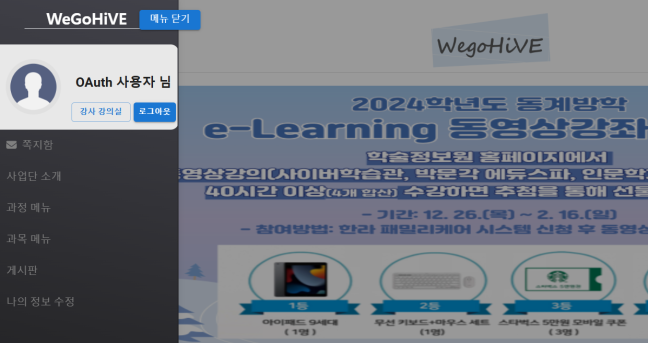 WeGoHiVE
메뉴 닫기
OAuth 사용자 님
강사 강의실
로그아웃
쪽지함
사업단 소개
과정 메뉴
과목 메뉴
게시판
나의 정보 수정
WegoHiVE
2024학년도 동계방학
e-Learning 동영상강좌
학술정보원 홈페이지에서
동영상강의(사이버학습관, 박문각 에듀스파, 인문학
40시간 이상(4개 합산) 수강하면 추첨을 통해 선물
- 기간: 12. 26.(목) ~ 2. 16.(일)
- 참여방법: 한라 패밀리케어 시스템 신청 후 동영상
1등
2등
3등
아이패드 9세대
무선 키보드+마우스 세트
스타벅스 5만원 모바일 쿠폰
( 1명 )
(1명)
( 3명 )